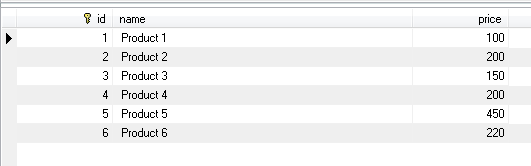 id name price
1 Product 1 100
2 Product 2 200
3 Product 3 150
4 Product 4 200
5 Product 5 450
6 Product 6 220